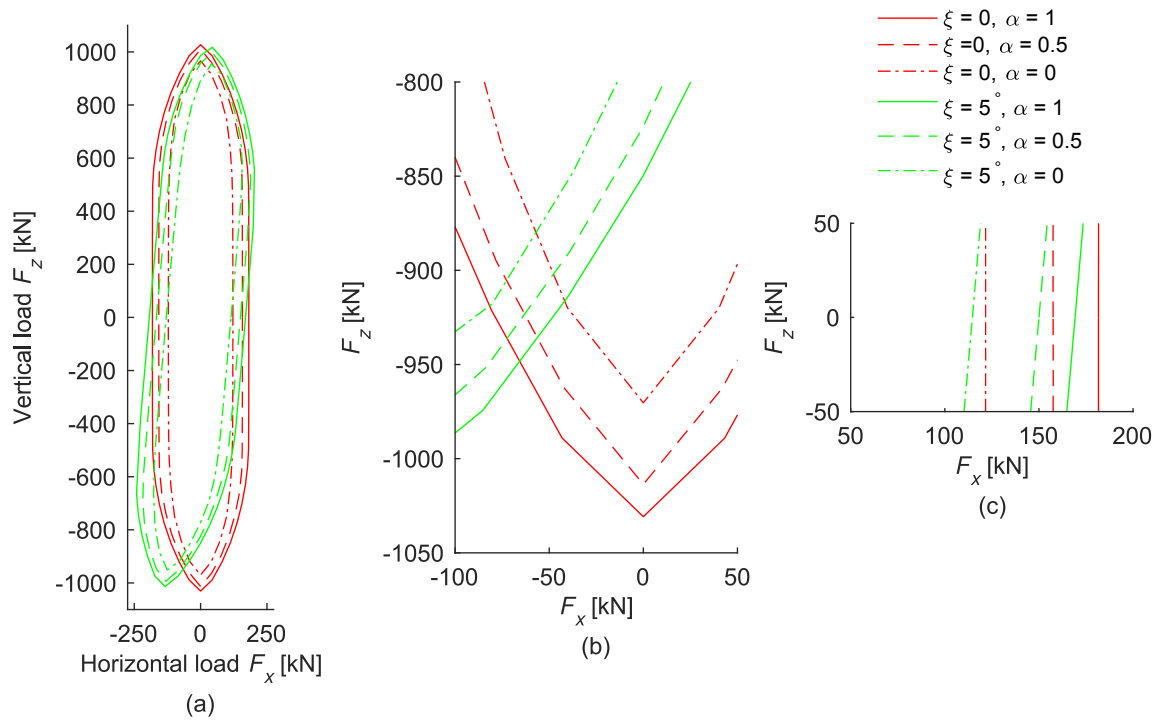 1000
800
600
400
200
0
-200
-400
-600
-800
-1000
Vertical load F_z [kN]
-250 0 250
Horizontal load F_x [kN]
(a)
-800
-850
-900
-950
-1000
-1050
F_z [kN]
-100 -50 0 50
F_x [kN]
(b)
ξ = 0, α = 1
ξ =0, α = 0.5
ξ = 0, α = 0
ξ = 5°, α = 1
ξ = 5°, α = 0.5
ξ = 5°, α = 0
50
0
-50
F_z [kN]
50 100 150 200
F_x [kN]
(c)